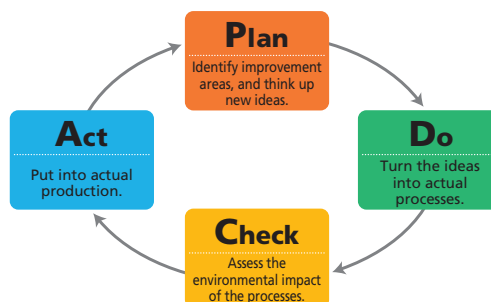 Plan
Identify improvement
areas, and think up
new ideas.
Do
Turn the ideas
into actual
processes.
Check
Assess the
environmental impact
of the processes.
Act
Put into actual
production.